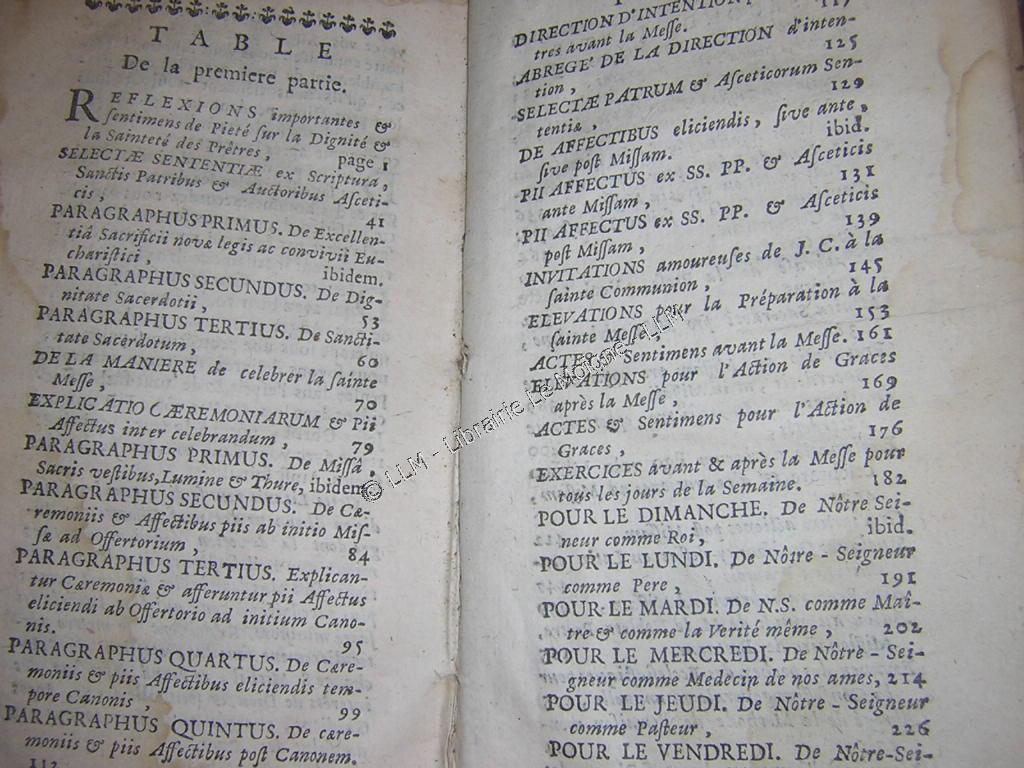 TABLE
De la premiere partie.
REFLEXIONS importantes &
sentimens de Pieté sur la Dignité &
la Sainteté des Prêtres, page 1
SELECTÆ SENTENTIÆ ex Scriptura,
Sanctis Patribus & Auctoribus Asceti-
cis, 41
PARAGRAPHUS PRIMUS. De Excellen-
tiâ Sacrificii novæ legis ac convivii Eu-
charistici, ibidem.
PARAGRAPHUS SECUNDUS. De Dig-
nitate Sacerdotii, 53
PARAGRAPHUS TERTIUS. De Sancti-
tate Sacerdotum, 60
DE LA MANIERE de celebrer la sainte
Messe, 70
EXPLICATIO CÆREMONIARUM & Pii
Affectus inter celebrandum, 79
PARAGRAPHUS PRIMUS. De Missâ,
Sacris vestibus, Lumine & Thure, ibidem
PARAGRAPHUS SECUNDUS. De Cæ-
remoniis & Affectibus piis ab initio Mis-
sæ ad Offertorium, 84
PARAGRAPHUS TERTIUS. Explican-
tur Cæremoniæ & afferuntur pii Affectus
eliciendi ab Offertorio ad initium Cano-
nis. 95
PARAGRAPHUS QUARTUS. De Cære-
moniis & piis Affectibus eliciendis tem-
pore Canonis, 99
PARAGRAPHUS QUINTUS. De cære-
moniis & piis Affectibus post Canonem.
112
DIRECTION D'INTENTION
tres avant la Messe. 117
ABREGÉ DE LA DIRECTION d'inten-
tion, 125
SELECTÆ PATRUM & Asceticorum Sen-
tentiæ, 129
DE AFFECTIBUS eliciendis, sive ante,
sive post Missam. ibid.
PII AFFECTUS ex SS. PP. & Asceticis
ante Missam, 131
PII AFFECTUS ex SS. PP. & Asceticis
post Missam, 139
INVITATIONS amoureuses de J. C. à la
sainte Communion, 145
ELEVATIONS pour la Préparation à la
sainte Messe, 153
ACTES & Sentimens avant la Messe. 161
ELEVATIONS pour l'Action de Graces
après la Messe, 169
ACTES & Sentimens pour l'Action de
Graces, 176
EXERCICES avant & après la Messe pour
tous les jours de la Semaine. 182
POUR LE DIMANCHE. De Nôtre Sei-
neur comme Roi, ibid.
POUR LE LUNDI. De Nôtre-Seigneur
comme Pere, 191
POUR LE MARDI. De N.S. comme Maî-
tre & comme la Verité même, 202
POUR LE MERCREDI. De Nôtre-Sei-
gneur comme Medecin de nos ames, 214
POUR LE JEUDI. De Nôtre-Seigneur
comme Pasteur, 226
POUR LE VENDREDI. De Nôtre-Sei-
© LLM - Librairie Le Moine - LLM